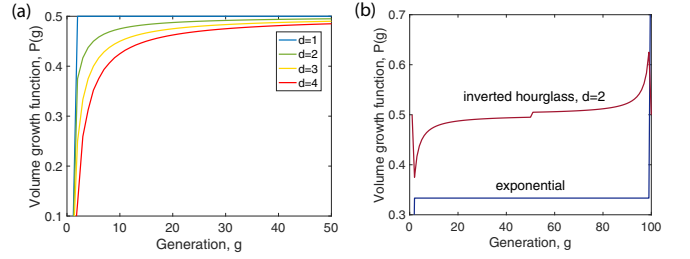 (a)
Volume growth function, P(g)
0.5
0.4
0.3
0.2
0.1
0 10 20 30 40 50
Generation, g
d=1
d=2
d=3
d=4
(b)
Volume growth function, P(g)
0.7
0.6
0.5
0.4
0.3
0 20 40 60 80 100
Generation, g
inverted hourglass, d=2
exponential